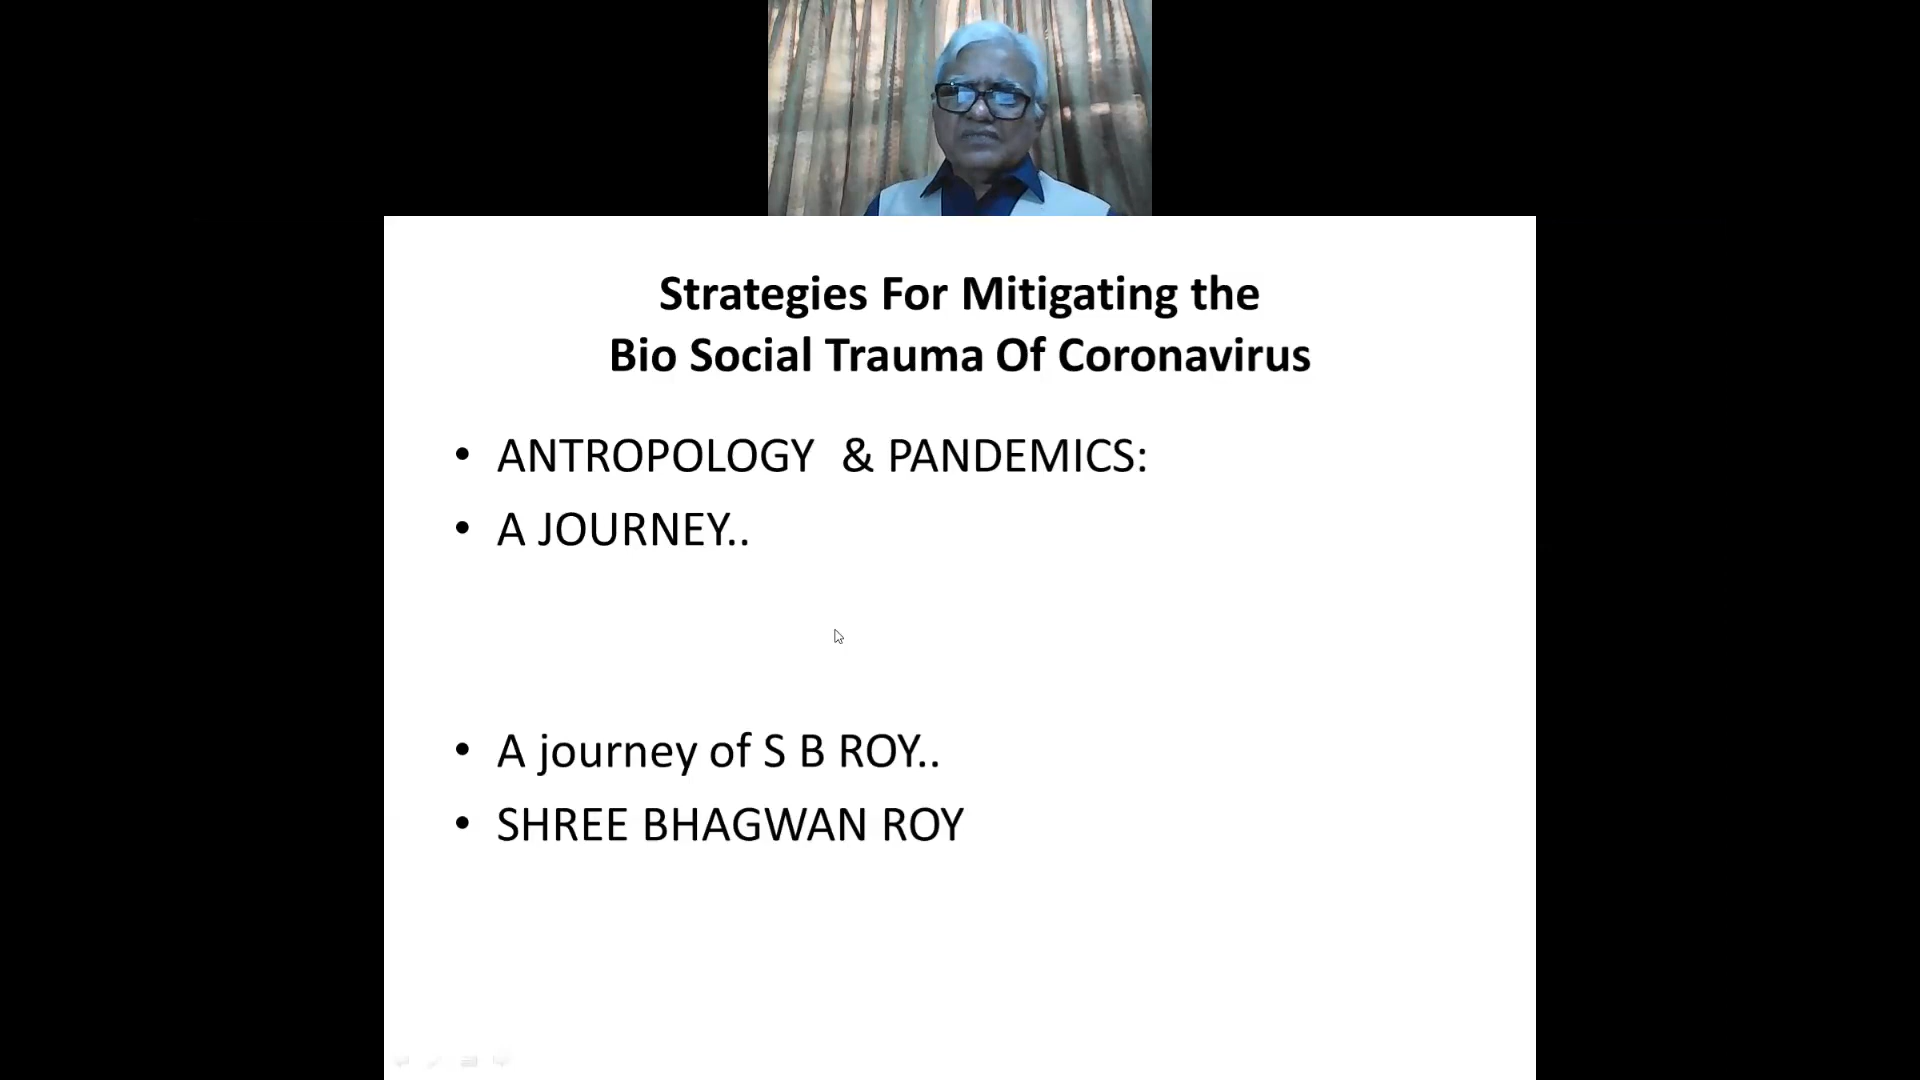 Strategies For Mitigating the
Bio Social Trauma Of Coronavirus
• ANTROPOLOGY & PANDEMICS:
• A JOURNEY..
• A journey of S B ROY..
• SHREE BHAGWAN ROY